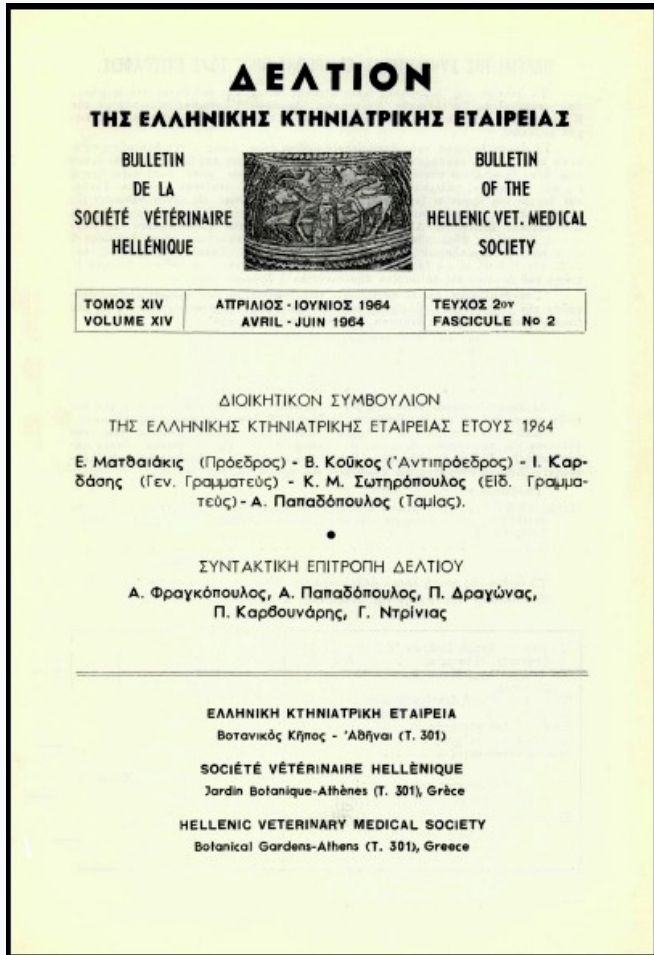 ΔΕΛΤΙΟΝ
ΤΗΣ ΕΛΛΗΝΙΚΗΣ ΚΤΗΝΙΑΤΡΙΚΗΣ ΕΤΑΙΡΕΙΑΣ
BULLETIN
DE LA
SOCIÉTÉ VÉTÉRINAIRE
HELLÉNIQUE
BULLETIN
OF THE
HELLENIC VET. MEDICAL
SOCIETY
ΤΟΜΟΣ XIV
VOLUME XIV
ΑΠΡΙΛΙΟΣ - ΙΟΥΝΙΟΣ 1964
AVRIL - JUIN 1964
ΤΕΥΧΟΣ 2ον
FASCICULE No 2
ΔΙΟΙΚΗΤΙΚΟΝ ΣΥΜΒΟΥΛΙΟΝ
ΤΗΣ ΕΛΛΗΝΙΚΗΣ ΚΤΗΝΙΑΤΡΙΚΗΣ ΕΤΑΙΡΕΙΑΣ ΕΤΟΥΣ 1964
Ε. Ματθαιάκις (Πρόεδρος) - Β. Κοῦκος (Ἀντιπρόεδρος) - Ι. Καρ-
δάσης (Γεν. Γραμματεὺς) - Κ. Μ. Σωτηρόπουλος (Εἰδ. Γραμμα-
τεὺς) - Α. Παπαδόπουλος (Ταμίας).
•
ΣΥΝΤΑΚΤΙΚΗ ΕΠΙΤΡΟΠΗ ΔΕΛΤΙΟΥ
Α. Φραγκόπουλος, Α. Παπαδόπουλος, Π. Δραγώνας,
Π. Καρβουνάρης, Γ. Ντρίνιας
ΕΛΛΗΝΙΚΗ ΚΤΗΝΙΑΤΡΙΚΗ ΕΤΑΙΡΕΙΑ
Βοτανικὸς Κῆπος - Ἀθῆναι (Τ. 301)
SOCIÉTÉ VÉTÉRINAIRE HELLÈNIQUE
Jardin Botanique-Athènes (T. 301), Grèce
HELLENIC VETERINARY MEDICAL SOCIETY
Botanical Gardens-Athens (T. 301), Greece